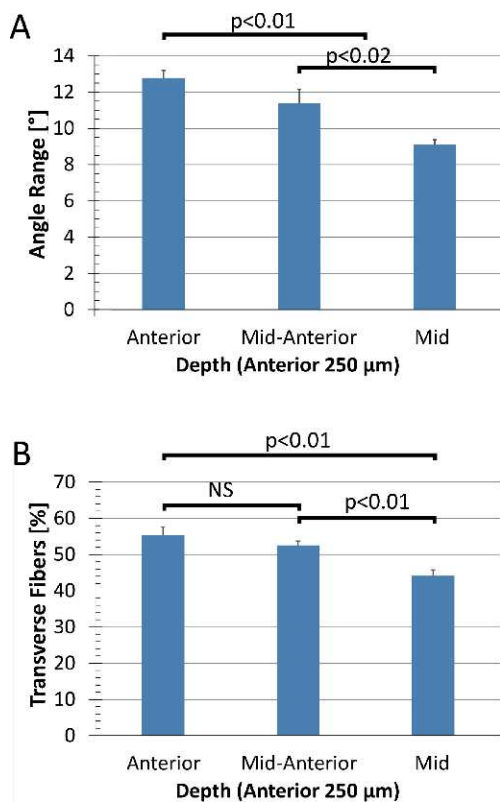 A
p<0.01
p<0.02
14
12
10
8
6
4
2
0
Angle Range [°]
Anterior Mid-Anterior Mid
Depth (Anterior 250 µm)
B
p<0.01
NS
p<0.01
70
60
50
40
30
20
10
0
Transverse Fibers [%]
Anterior Mid-Anterior Mid
Depth (Anterior 250 µm)